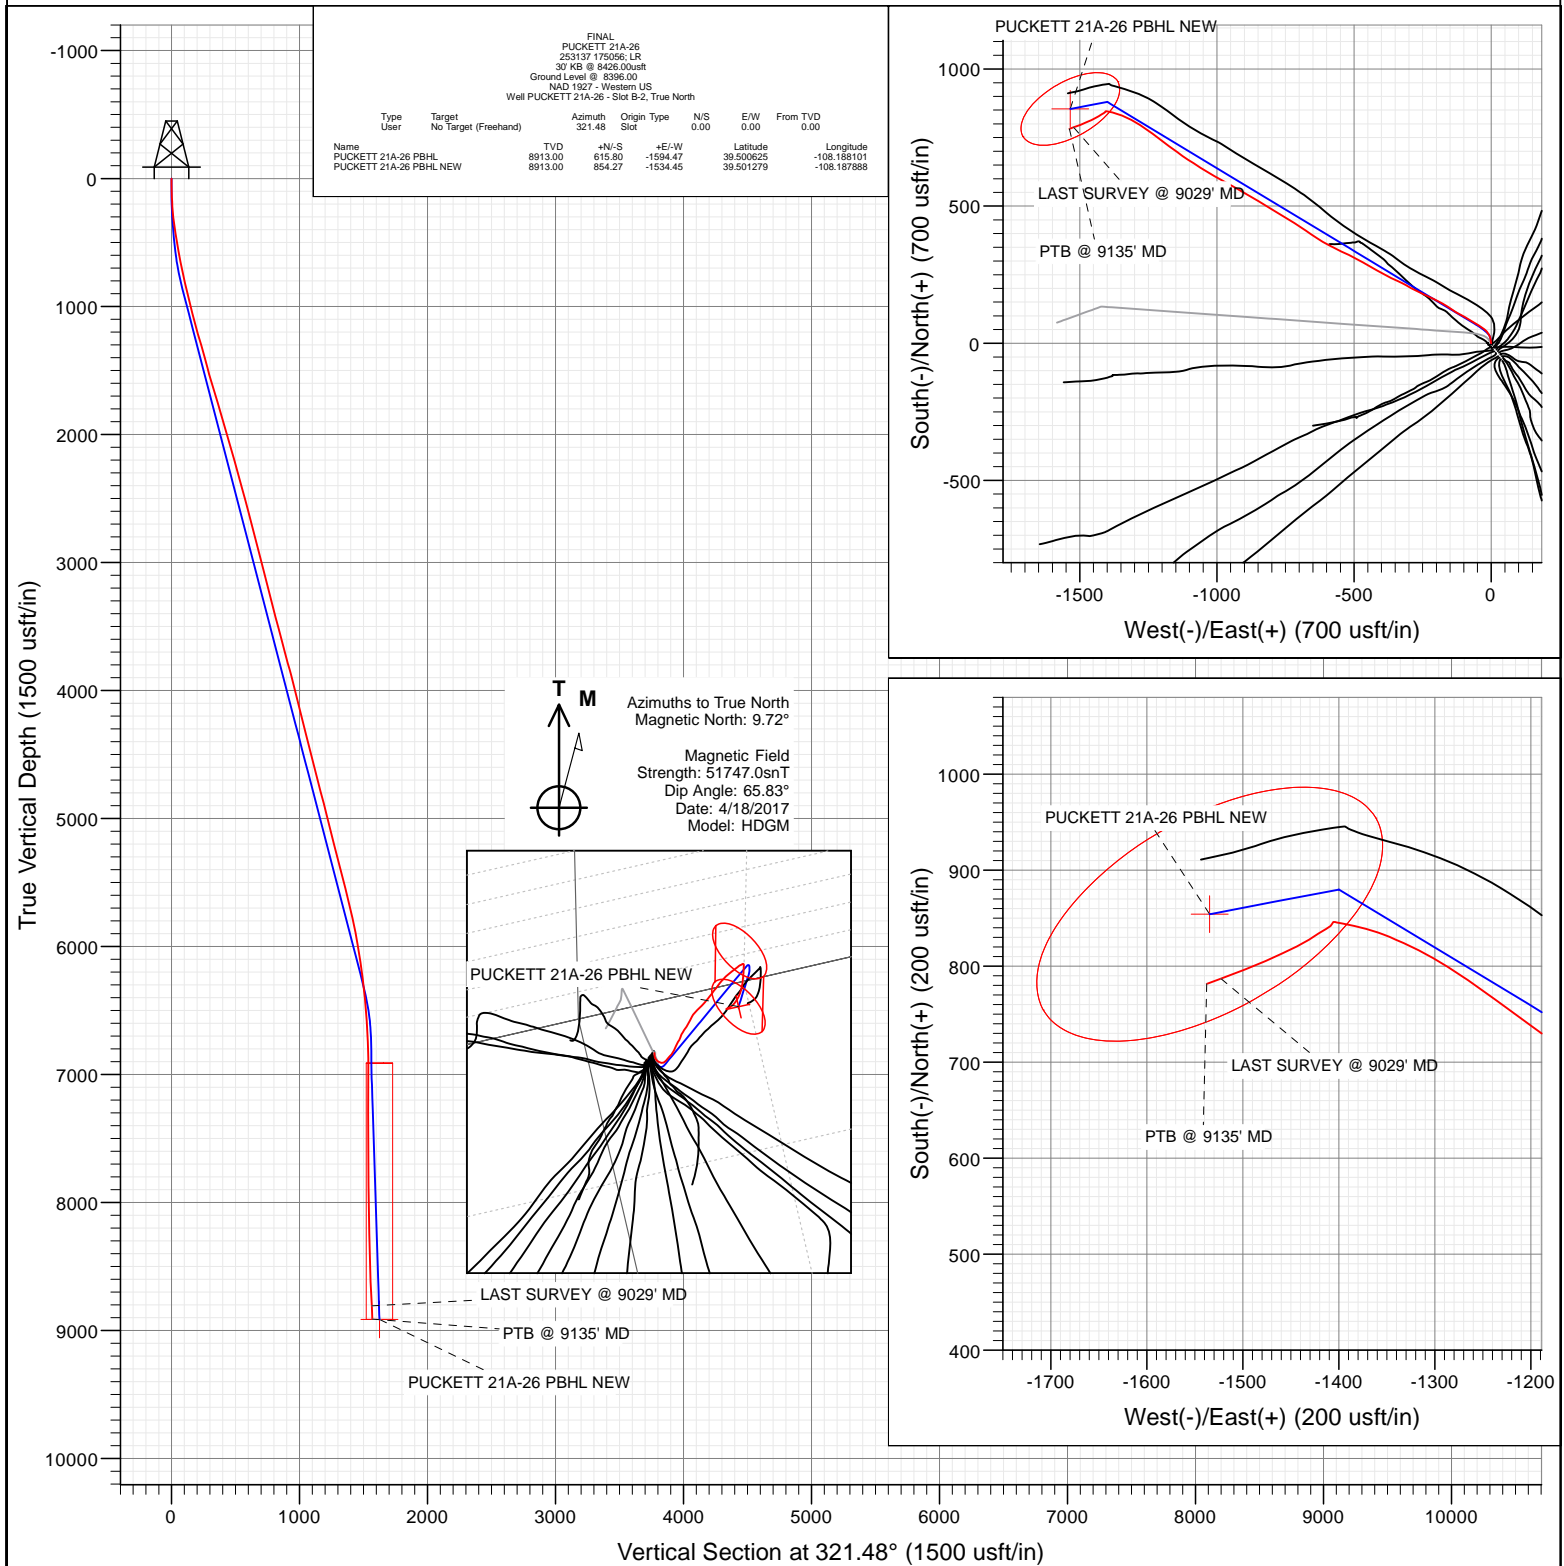 FINAL
PUCKETT 21A-26
253137 175056; LR
30' KB @ 8426.00usft
Ground Level @ 8396.00
NAD 1927 - Western US
Well PUCKETT 21A-26 - Slot B-2, True North
Type Target Azimuth Origin Type N/S E/W From TVD
User No Target (Freehand) 321.48 Slot 0.00 0.00 0.00
Name TVD +N/-S +E/-W Latitude Longitude
PUCKETT 21A-26 PBHL 8913.00 615.80 -1594.47 39.500625 -108.188101
PUCKETT 21A-26 PBHL NEW 8913.00 854.27 -1534.45 39.501279 -108.187888
True Vertical Depth (1500 usft/in)
-1000
0
1000
2000
3000
4000
5000
6000
7000
8000
9000
10000
T M
Azimuths to True North
Magnetic North: 9.72°
Magnetic Field
Strength: 51747.0snT
Dip Angle: 65.83°
Date: 4/18/2017
Model: HDGM
PUCKETT 21A-26 PBHL NEW
LAST SURVEY @ 9029' MD
PTB @ 9135' MD
PUCKETT 21A-26 PBHL NEW
0 1000 2000 3000 4000 5000 6000 7000 8000 9000 10000
Vertical Section at 321.48° (1500 usft/in)
PUCKETT 21A-26 PBHL NEW
LAST SURVEY @ 9029' MD
PTB @ 9135' MD
South(-)/North(+) (700 usft/in)
1000
500
0
-500
-1500 -1000 -500 0
West(-)/East(+) (700 usft/in)
PUCKETT 21A-26 PBHL NEW
LAST SURVEY @ 9029' MD
PTB @ 9135' MD
South(-)/North(+) (200 usft/in)
1000
900
800
700
600
500
400
-1700 -1600 -1500 -1400 -1300 -1200
West(-)/East(+) (200 usft/in)